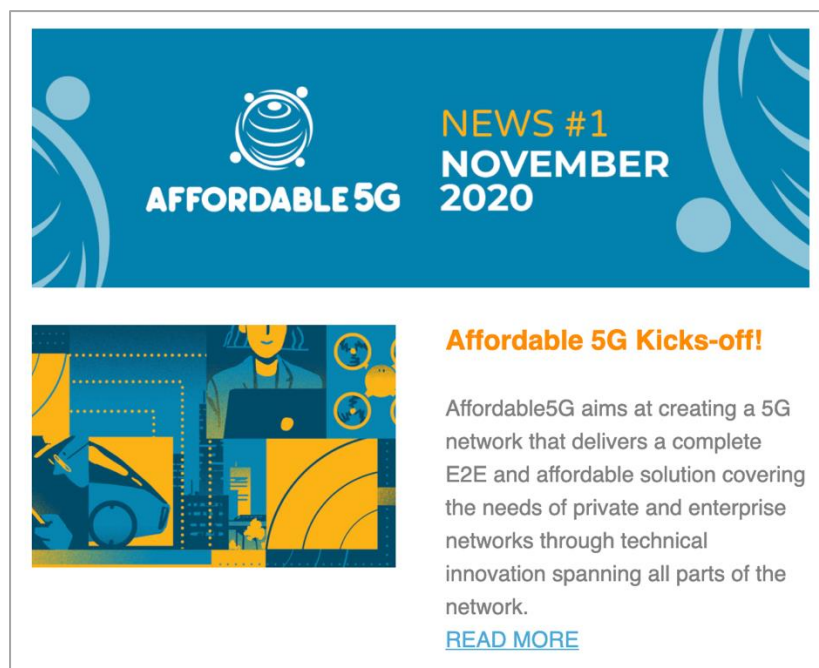 AFFORDABLE 5G
NEWS #1
NOVEMBER
2020
Affordable 5G Kicks-off!
Affordable5G aims at creating a 5G
network that delivers a complete
E2E and affordable solution covering
the needs of private and enterprise
networks through technical
innovation spanning all parts of the
network.
READ MORE